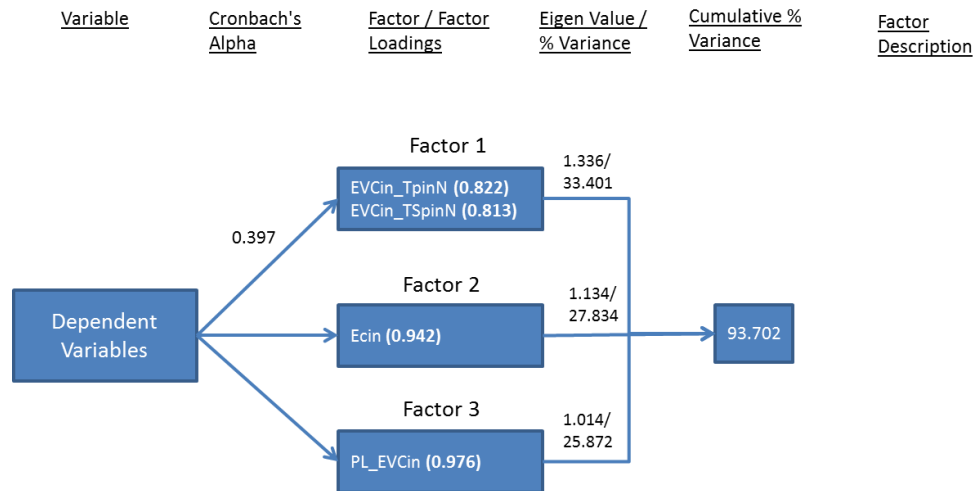 Variable
Cronbach's
Alpha
Factor / Factor
Loadings
Eigen Value /
% Variance
Cumulative %
Variance
Factor
Description
Factor 1
EVCin_TpinN (0.822)
EVCin_TSpinN (0.813)
1.336/
33.401
0.397
Factor 2
Ecin (0.942)
1.134/
27.834
Dependent
Variables
93.702
Factor 3
PL_EVCin (0.976)
1.014/
25.872